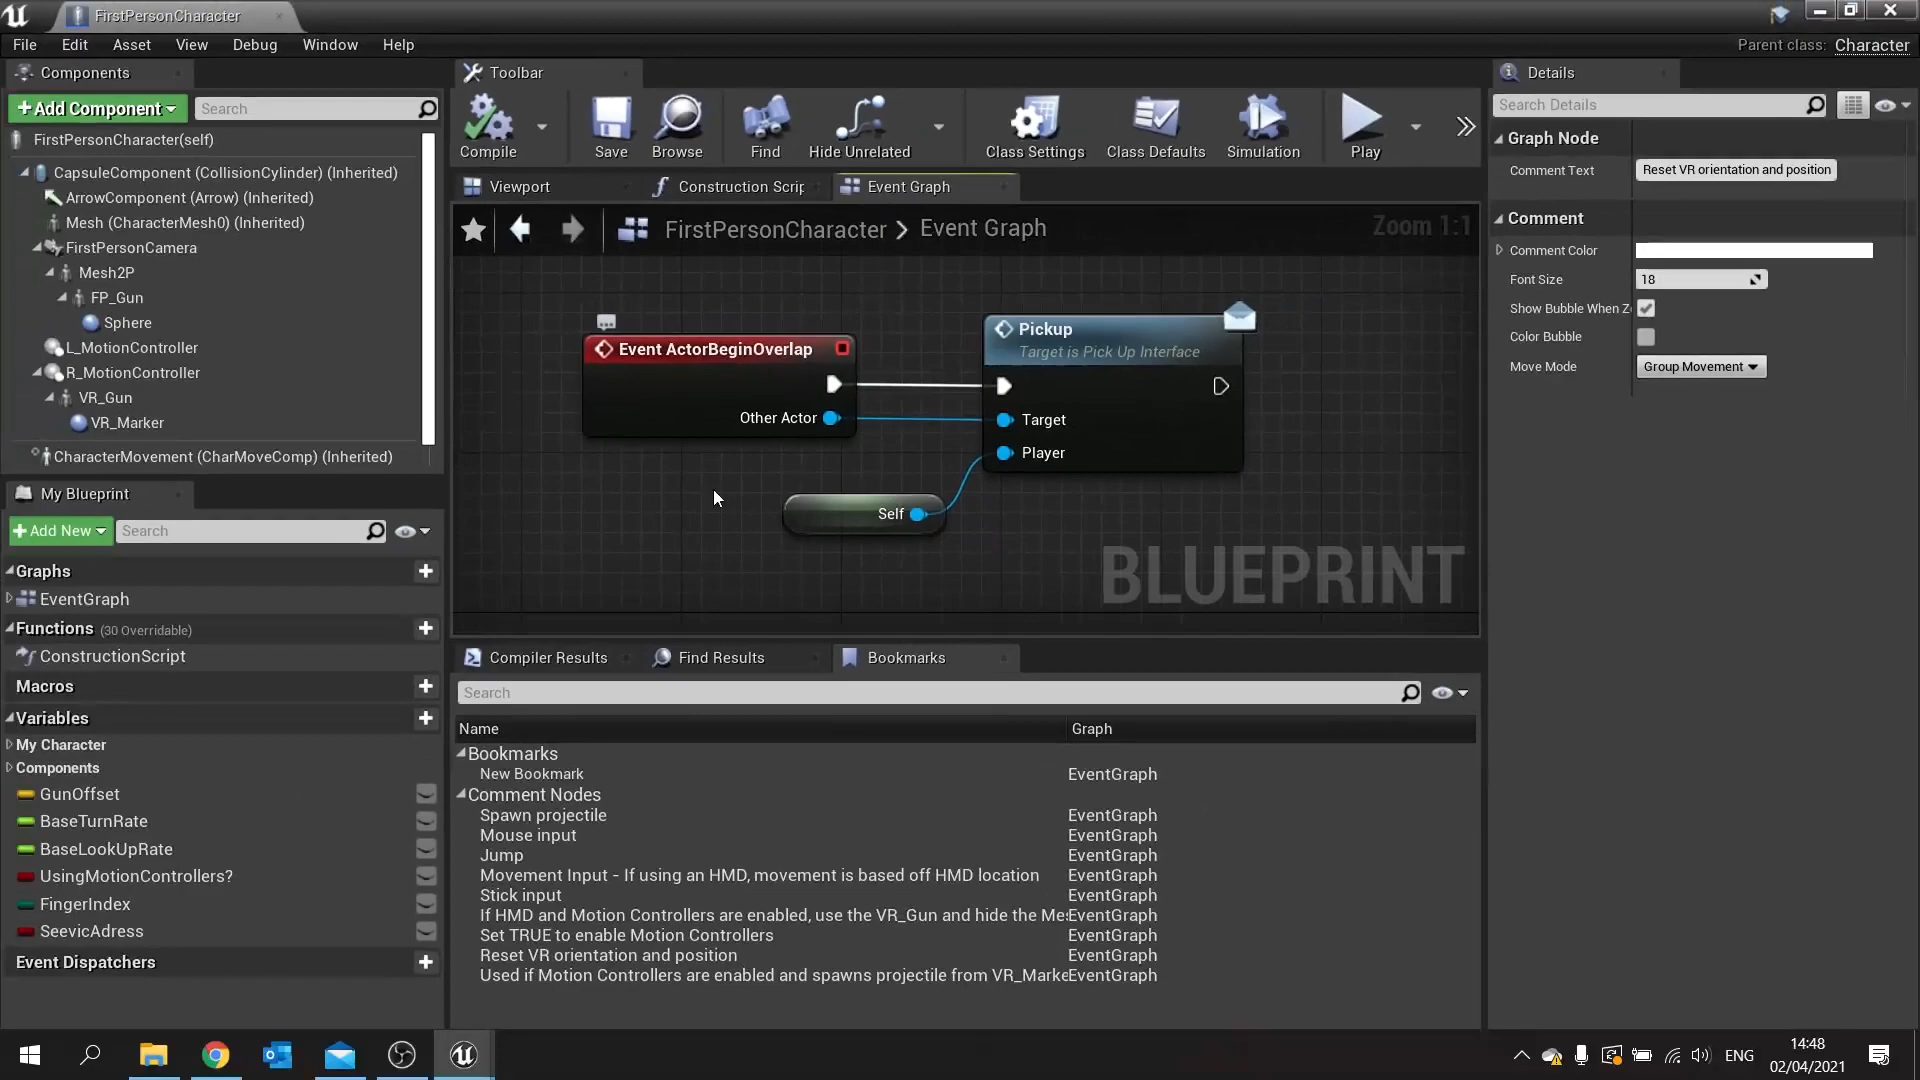 FirstPersonCharacter
File Edit Asset View Debug Window Help
Parent class: Character
Components
Add Component
Search
FirstPersonCharacter(self)
CapsuleComponent (CollisionCylinder) (Inherited)
ArrowComponent (Arrow) (Inherited)
Mesh (CharacterMesh0) (Inherited)
FirstPersonCamera
Mesh2P
FP_Gun
Sphere
L_MotionController
R_MotionController
VR_Gun
VR_Marker
CharacterMovement (CharMoveComp) (Inherited)
My Blueprint
Add New
Search
Graphs
EventGraph
Functions (30 Overridable)
ConstructionScript
Macros
Variables
My Character
Components
GunOffset
BaseTurnRate
BaseLookUpRate
UsingMotionControllers?
FingerIndex
SeevicAdress
Event Dispatchers
Toolbar
Compile Save Browse Find Hide Unrelated Class Settings Class Defaults Simulation Play
Viewport Construction Scrip Event Graph
FirstPersonCharacter > Event Graph
Zoom 1:1
Event ActorBeginOverlap
Other Actor
Pickup
Target is Pick Up Interface
Target
Player
Self
BLUEPRINT
Compiler Results Find Results Bookmarks
Search
Name Graph
Bookmarks
New Bookmark EventGraph
Comment Nodes
Spawn projectile EventGraph
Mouse input EventGraph
Jump EventGraph
Movement Input - If using an HMD, movement is based off HMD location EventGraph
Stick input EventGraph
If HMD and Motion Controllers are enabled, use the VR_Gun and hide the Me EventGraph
Set TRUE to enable Motion Controllers EventGraph
Reset VR orientation and position EventGraph
Used if Motion Controllers are enabled and spawns projectile from VR_Marke EventGraph
Details
Search Details
Graph Node
Comment Text Reset VR orientation and position
Comment
Comment Color
Font Size 18
Show Bubble When Z
Color Bubble
Move Mode Group Movement
ENG
14:48
02/04/2021